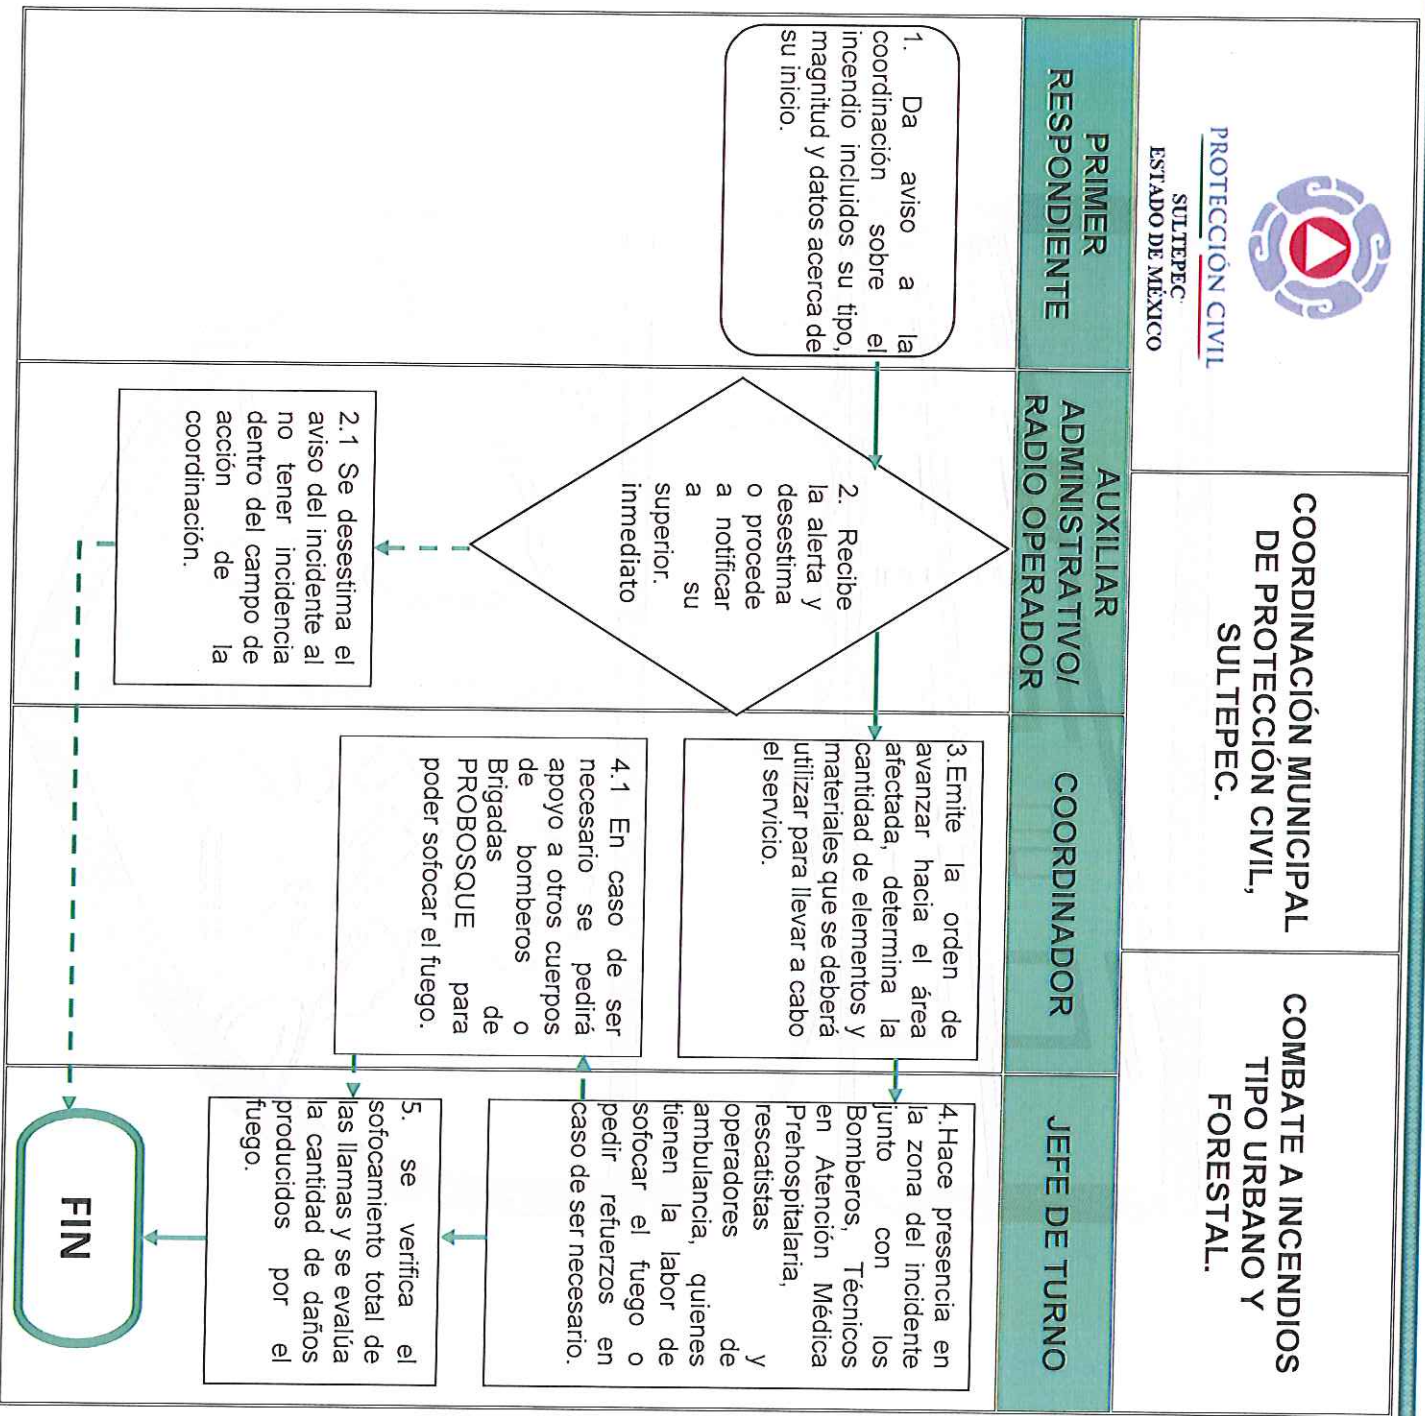 PROTECCIÓN CIVIL
SULTEPEC
ESTADO DE MÉXICO
COORDINACIÓN MUNICIPAL
DE PROTECCIÓN CIVIL,
SULTEPEC.
COMBATE A INCENDIOS
TIPO URBANO Y
FORESTAL.
PRIMER
RESPONDIENTE
AUXILIAR
ADMINISTRATIVO/
RADIO OPERADOR
COORDINADOR
JEFE DE TURNO
1. Da aviso a la
coordinación sobre el
incendio incluidos su tipo,
magnitud y datos acerca de
su inicio.
2. Recibe
la alerta y
desestima
o procede
a notificar
a su
superior.
inmediato
2.1 Se desestima el
aviso del incidente al
no tener incidencia
dentro del campo de
acción de la
coordinación.
3.Emite la orden de
avanzar hacia el área
afectada, determina la
cantidad de elementos y
materiales que se deberá
utilizar para llevar a cabo
el servicio.
4.Hace presencia en
la zona del incidente
junto con los
Bomberos, Técnicos
en Atención Médica
Prehospitalaria,
rescatistas y
operadores de
ambulancia, quienes
tienen la labor de
sofocar el fuego o
pedir refuerzos en
caso de ser necesario.
4.1 En caso de ser
necesario se pedirá
apoyo a otros cuerpos
de bomberos o
Brigadas de
PROBOSQUE para
poder sofocar el fuego.
5. se verifica el
sofocamiento total de
las llamas y se evalúa
la cantidad de daños
producidos por el
fuego.
FIN